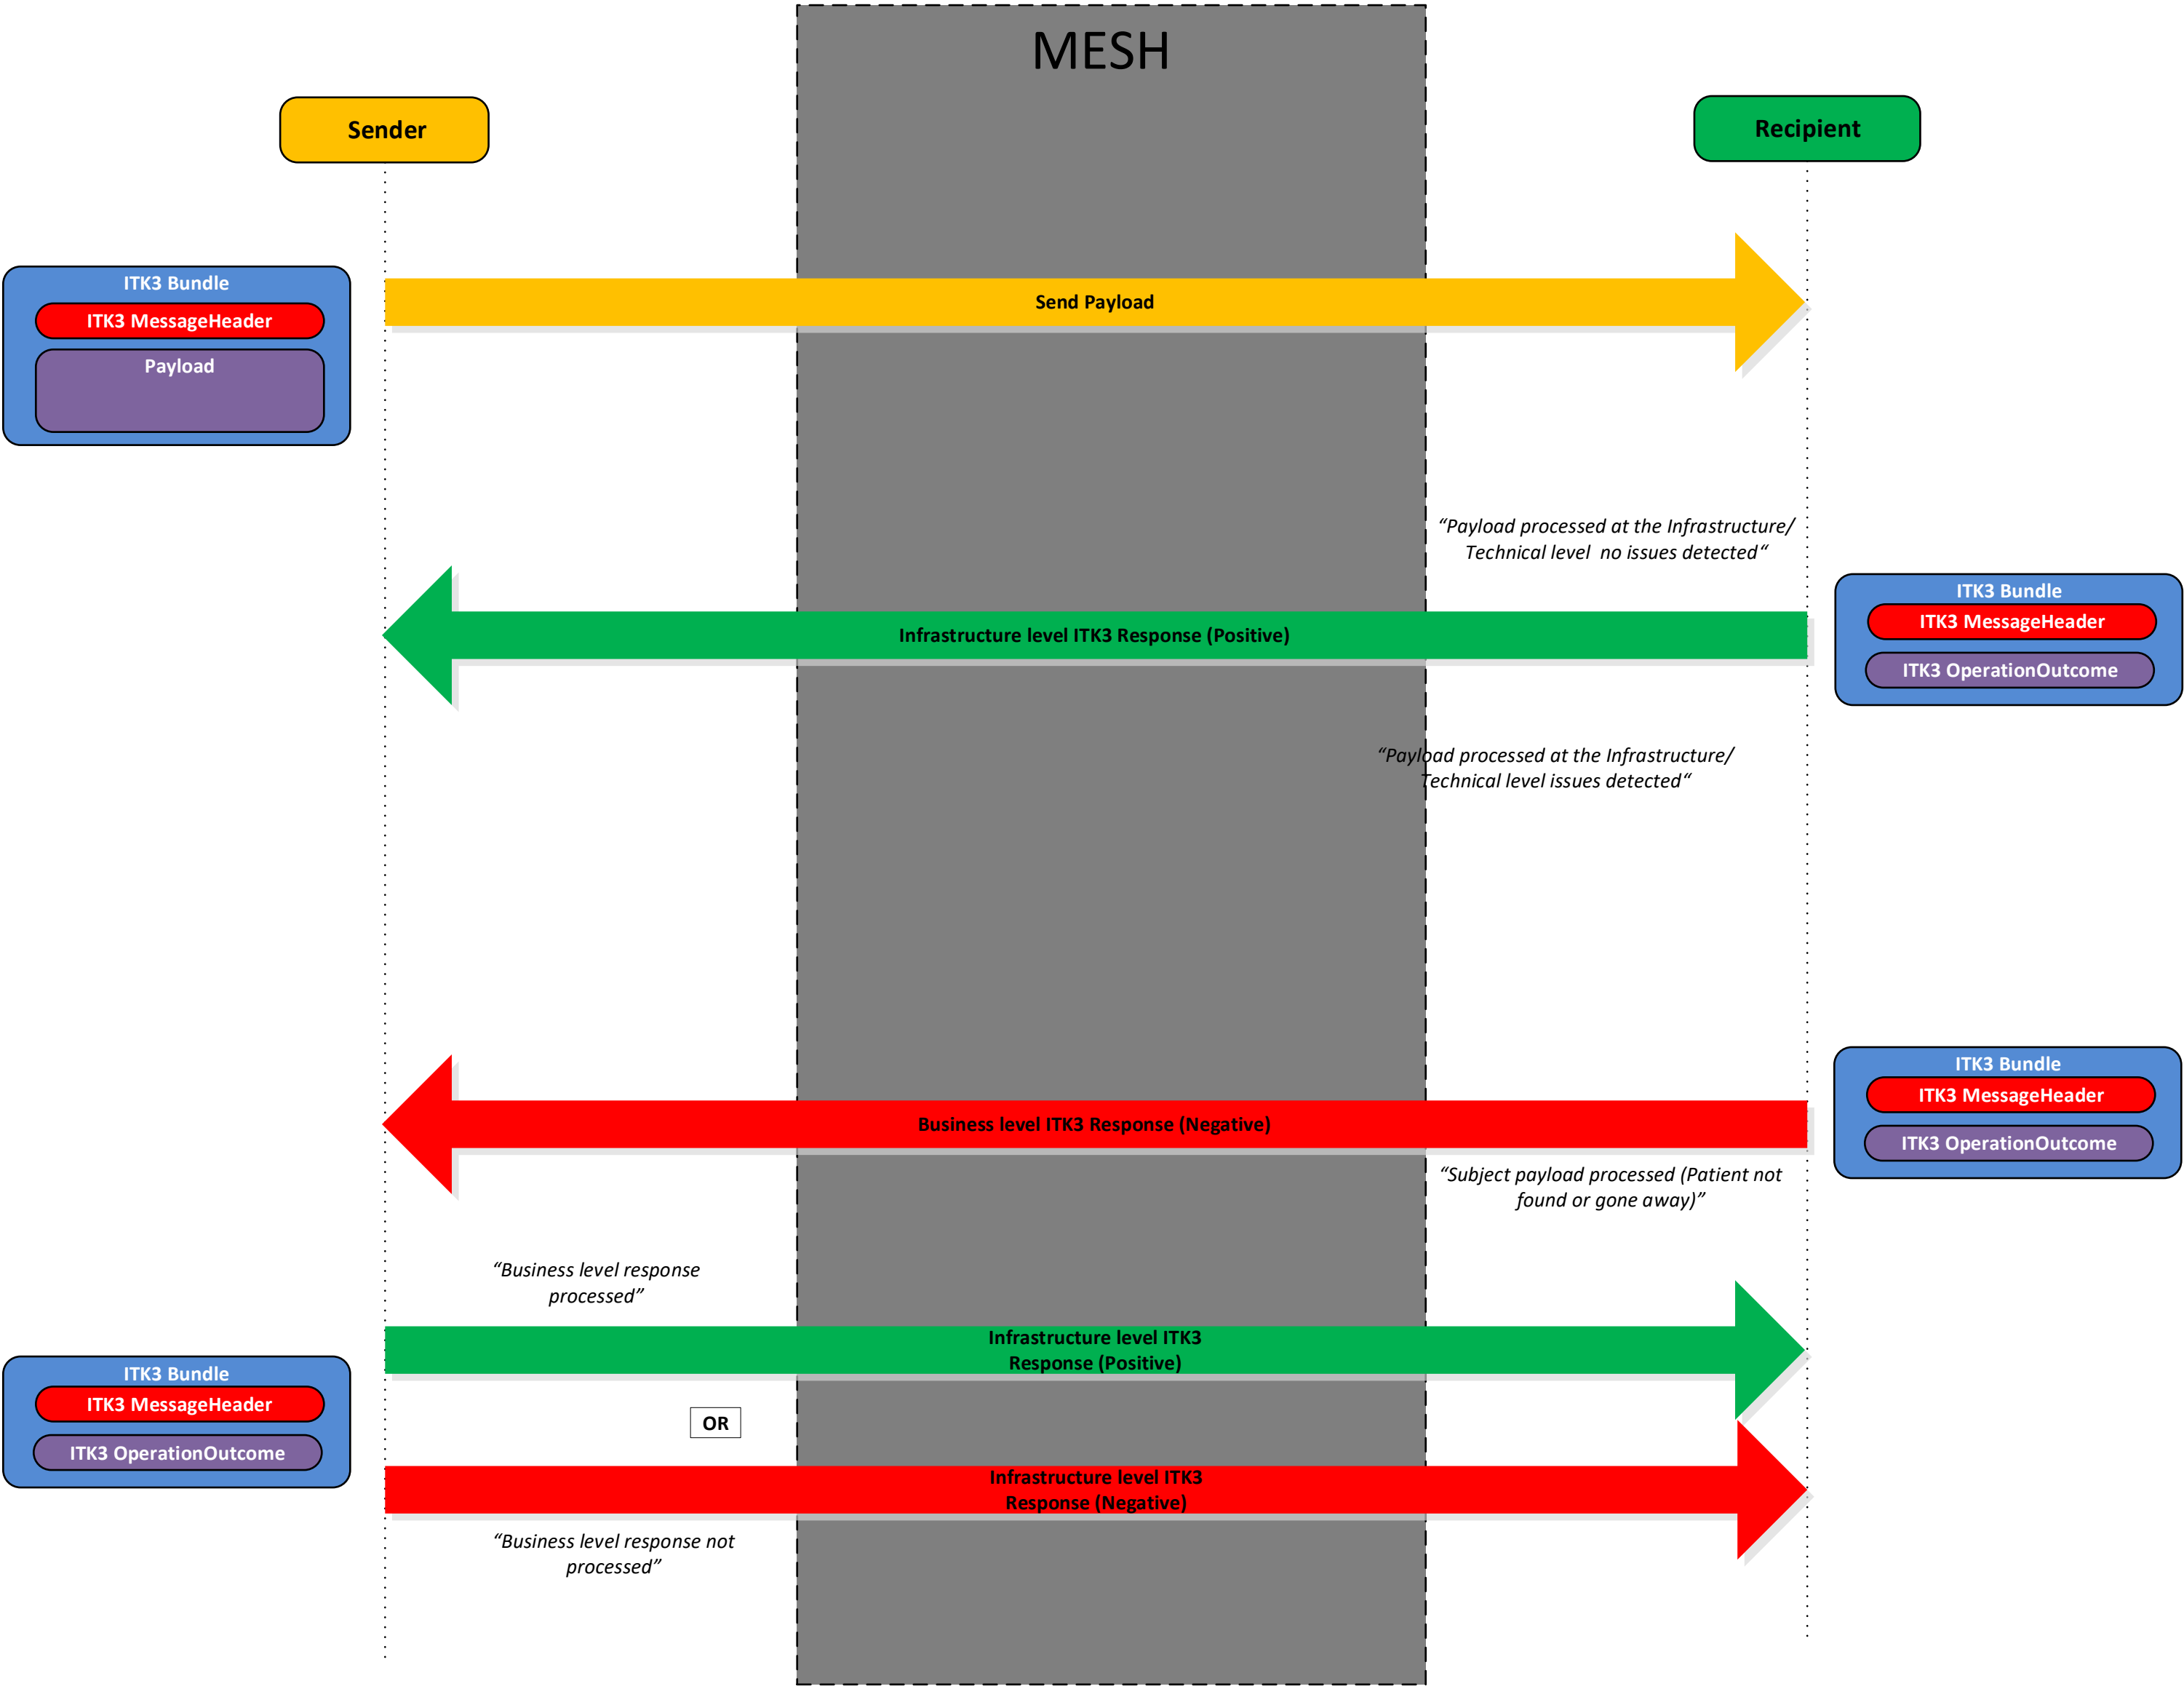 MESH
Sender
Recipient
ITK3 Bundle
ITK3 MessageHeader
Payload
Send Payload
“Payload processed at the Infrastructure/
Technical level  no issues detected“
Infrastructure level ITK3 Response (Positive)
ITK3 Bundle
ITK3 MessageHeader
ITK3 OperationOutcome
“Payload processed at the Infrastructure/
Technical level issues detected“
Business level ITK3 Response (Negative)
ITK3 Bundle
ITK3 MessageHeader
ITK3 OperationOutcome
“Subject payload processed (Patient not
found or gone away)”
“Business level response
processed”
Infrastructure level ITK3
Response (Positive)
ITK3 Bundle
ITK3 MessageHeader
ITK3 OperationOutcome
OR
Infrastructure level ITK3
Response (Negative)
“Business level response not
processed”